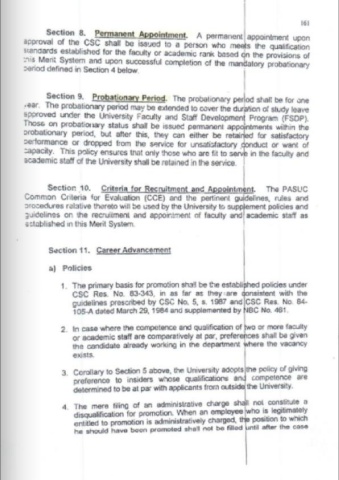 101
Section 8. Permanent Appointment. A permanent appointment upon
approval of the CSC shall be issued to a person who meets the qualification
standards established for the faculty or academic rank based on the provisions of
this Merit System and upon successful completion of the mandatory probationary
period defined in Section 4 below.
Section 9. Probationary Period. The probationary period shall be for one
year. The probationary period may be extended to cover the duration of study leave
approved under the University Faculty and Staff Development Program (FSDP).
Those on probationary status shall be issued permanent appointments within the
probationary period, but after this, they can either be retained for satisfactory
performance or dropped from the service for unsatisfactory conduct or want of
capacity. This policy ensures that only those who are fit to serve in the faculty and
academic staff of the University shall be retained in the service.
Section 10. Criteria for Recruitment and Appointment. The PASUC
Common Criteria for Evaluation (CCE) and the pertinent guidelines, rules and
procedures relative thereto will be used by the University to supplement policies and
guidelines on the recruitment and appointment of faculty and academic staff as
established in this Merit System.
Section 11. Career Advancement
a) Policies
1. The primary basis for promotion shall be the established policies under
CSC Res. No. 83-343, in as far as they are consistent with the
guidelines prescribed by CSC No. 5, s. 1987 and CSC Res. No. 84-
105-A dated March 29, 1984 and supplemented by NBC No. 461.
2. In case where the competence and qualification of two or more faculty
or academic staff are comparatively at par, preferences shall be given
the candidate already working in the department where the vacancy
exists.
3. Corollary to Section 5 above, the University adopts the policy of giving
preference to insiders whose qualifications and competence are
determined to be at par with applicants from outside the University.
4. The mere filing of an administrative charge shall not constitute a
disqualification for promotion. When an employee who is legitimately
entitled to promotion is administratively charged, the position to which
he should have been promoted shall not be filled until after the case